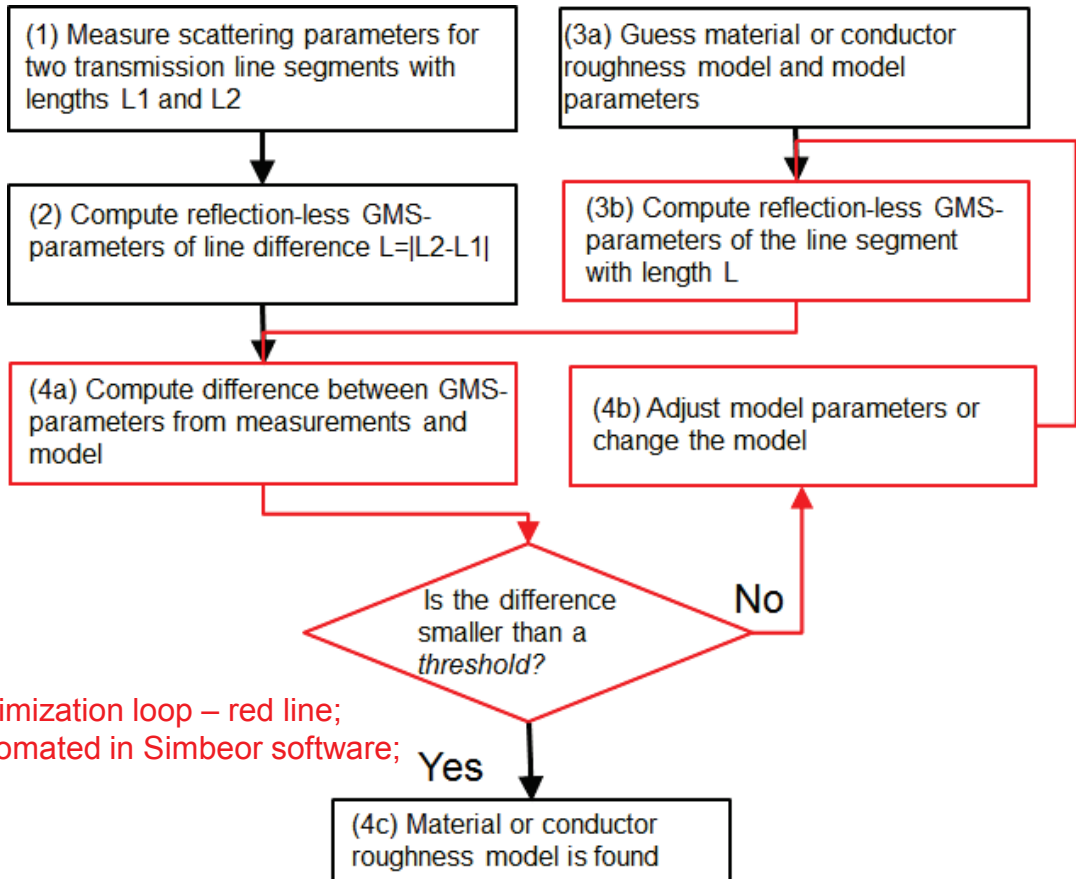 (1) Measure scattering parameters for
two transmission line segments with
lengths L1 and L2
(3a) Guess material or conductor
roughness model and model
parameters
(2) Compute reflection-less GMS-
parameters of line difference L=|L2-L1|
(3b) Compute reflection-less GMS-
parameters of the line segment
with length L
(4a) Compute difference between GMS-
parameters from measurements and
model
(4b) Adjust model parameters or
change the model
Is the difference
smaller than a
threshold?
No
imization loop – red line;
omated in Simbeor software;
Yes
(4c) Material or conductor
roughness model is found